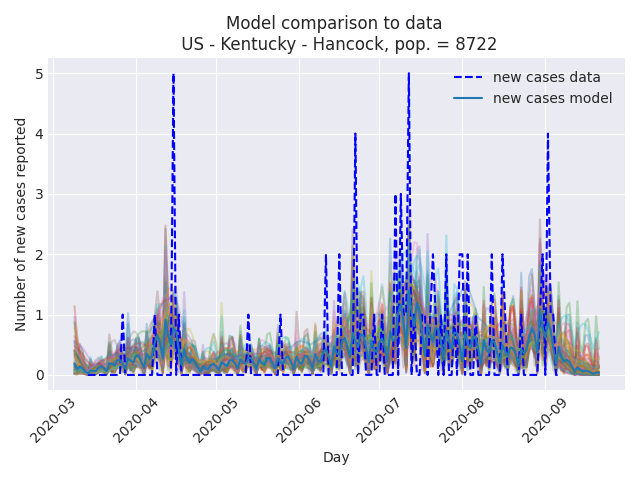 Model comparison to data
US - Kentucky - Hancock, pop. = 8722
new cases data
new cases model
Number of new cases reported
5
4
3
2
1
0
2020-03
2020-04
2020-05
2020-06
2020-07
2020-08
2020-09
Day